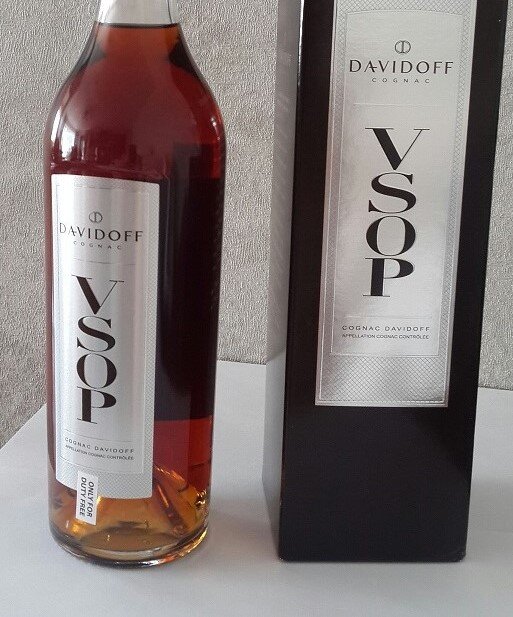 DAVIDOFF
COGNAC
VSOP
COGNAC DAVIDOFF
APPELLATION COGNAC CONTRÔLÉE
ONLY FOR
DUTY FREE
DAVIDOFF
COGNAC
VSOP
COGNAC DAVIDOFF
APPELLATION COGNAC CONTRÔLÉE